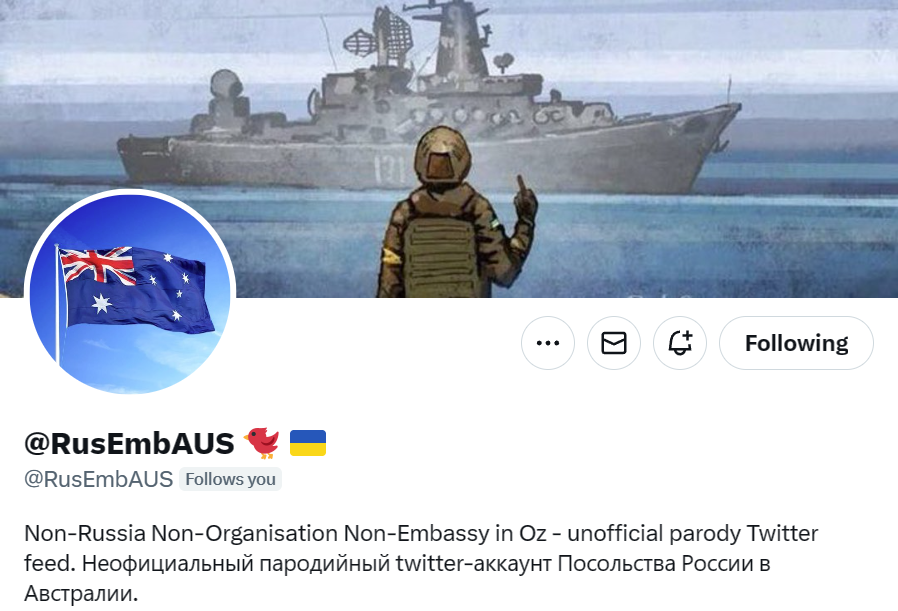 121
Following
@RusEmbAUS
@RusEmbAUS Follows you
Non-Russia Non-Organisation Non-Embassy in Oz - unofficial parody Twitter
feed. Неофициальный пародийный twitter-аккаунт Посольства России в
Австралии.